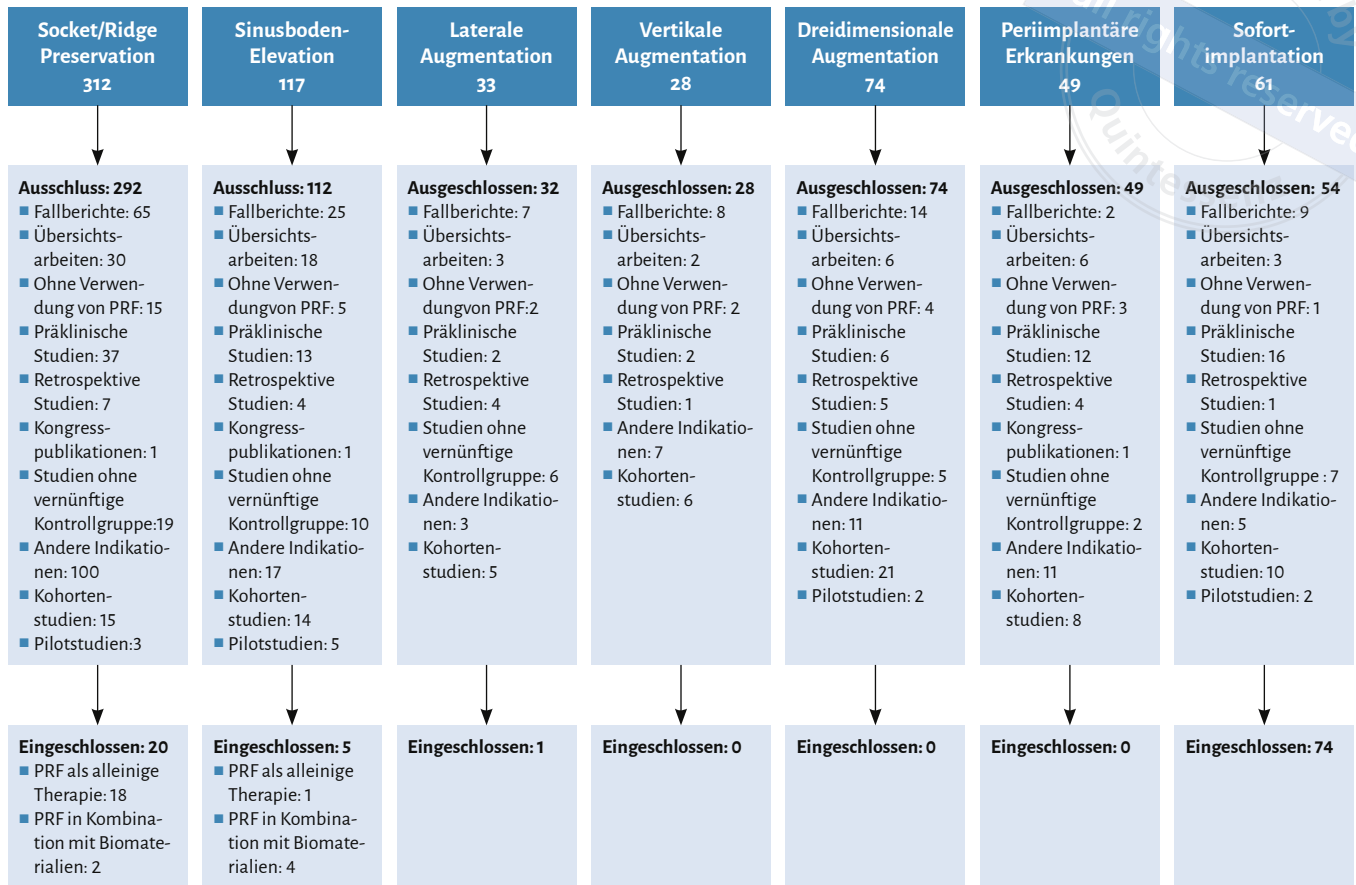 Socket/Ridge
Preservation
312
Ausschluss: 292
Fallberichte: 65
Übersichts-
arbeiten: 30
Ohne Verwen-
dung von PRF: 15
Präklinische
Studien: 37
Retrospektive
Studien: 7
Kongress-
publikationen: 1
Studien ohne
vernünftige
Kontrollgruppe:19
Andere Indikatio-
nen: 100
Kohorten-
studien: 15
Pilotstudien:3
Eingeschlossen: 20
PRF als alleinige
Therapie: 18
PRF in Kombina-
tion mit Biomate-
rialien: 2
Sinusboden-
Elevation
117
Ausschluss: 112
Fallberichte: 25
Übersichts-
arbeiten: 18
Ohne Verwen-
dungvon PRF: 5
Präklinische
Studien: 13
Retrospektive
Studien: 4
Kongress-
publikationen: 1
Studien ohne
vernünftige
Kontrollgruppe: 10
Andere Indikatio-
nen: 17
Kohorten-
studien: 14
Pilotstudien: 5
Eingeschlossen: 5
PRF als alleinige
Therapie: 1
PRF in Kombina-
tion mit Biomate-
rialien: 4
Laterale
Augmentation
33
Ausgeschlossen: 32
Fallberichte: 7
Übersichts-
arbeiten: 3
Ohne Verwen-
dungvon PRF:2
Präklinische
Studien: 2
Retrospektive
Studien: 4
Studien ohne
vernünftige
Kontrollgruppe: 6
Andere Indikatio-
nen: 3
Kohorten-
studien: 5
Eingeschlossen: 1
Vertikale
Augmentation
28
Ausgeschlossen: 28
Fallberichte: 8
Übersichts-
arbeiten: 2
Ohne Verwen-
dung von PRF: 2
Präklinische
Studien: 2
Retrospektive
Studien: 1
Andere Indikatio-
nen: 7
Kohorten-
studien: 6
Eingeschlossen: 0
Dreidimensionale
Augmentation
74
Ausgeschlossen: 74
Fallberichte: 14
Übersichts-
arbeiten: 6
Ohne Verwen-
dung von PRF: 4
Präklinische
Studien: 6
Retrospektive
Studien: 5
Studien ohne
vernünftige
Kontrollgruppe: 5
Andere Indikatio-
nen: 11
Kohorten-
studien: 21
Pilotstudien: 2
Eingeschlossen: 0
Periimplantäre
Erkrankungen
49
Ausgeschlossen: 49
Fallberichte: 2
Übersichts-
arbeiten: 6
Ohne Verwen-
dung von PRF: 3
Präklinische
Studien: 12
Retrospektive
Studien: 4
Kongress-
publikationen: 1
Studien ohne
vernünftige
Kontrollgruppe: 2
Andere Indikatio-
nen: 11
Kohorten-
studien: 8
Eingeschlossen: 0
Sofort-
implantation
61
Ausgeschlossen: 54
Fallberichte: 9
Übersichts-
arbeiten: 3
Ohne Verwen-
dung von PRF: 1
Präklinische
Studien: 16
Retrospektive
Studien: 1
Studien ohne
vernünftige
Kontrollgruppe : 7
Andere Indikatio-
nen: 5
Kohorten-
studien: 10
Pilotstudien: 2
Eingeschlossen: 74
by
all rights reserved